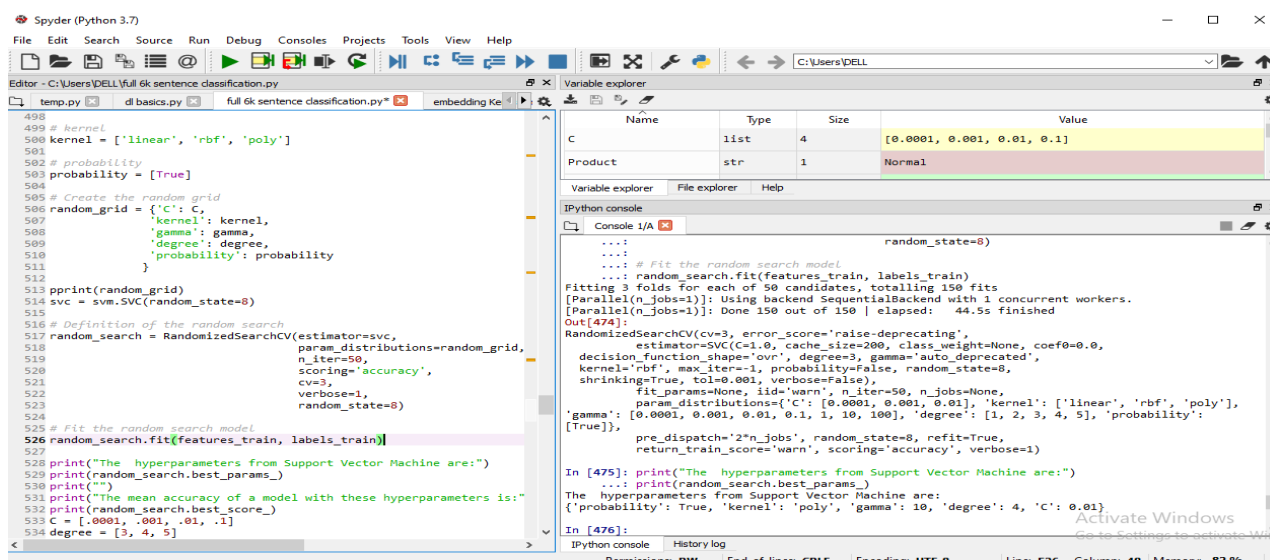 Spyder (Python 3.7)
File Edit Search Source Run Debug Consoles Projects Tools View Help
C:\Users\DELL
Editor - C:\Users\DELL\full 6k sentence classification.py
temp.py
dl basics.py
full 6k sentence classification.py*
embedding Ke
498
499 # kernel
500 kernel = ['linear', 'rbf', 'poly']
501
502 # probability
503 probability = [True]
504
505 # Create the random grid
506 random_grid = {'C': C,
507 'kernel': kernel,
508 'gamma': gamma,
509 'degree': degree,
510 'probability': probability
511 }
512
513 pprint(random_grid)
514 svc = svm.SVC(random_state=8)
515
516 # Definition of the random search
517 random_search = RandomizedSearchCV(estimator=svc,
518 param_distributions=random_grid,
519 n_iter=50,
520 scoring='accuracy',
521 cv=3,
522 verbose=1,
523 random_state=8)
524
525 # Fit the random search model
526 random_search.fit(features_train, labels_train)
527
528 print("The  hyperparameters from Support Vector Machine are:")
529 print(random_search.best_params_)
530 print("")
531 print("The mean accuracy of a model with these hyperparameters is:"
532 print(random_search.best_score_)
533 C = [.0001, .001, .01, .1]
534 degree = [3, 4, 5]
Variable explorer
Name Type Size Value
C list 4 [0.0001, 0.001, 0.01, 0.1]
Product str 1 Normal
Variable explorer File explorer Help
IPython console
Console 1/A
...: random_state=8)
...:
...: # Fit the random search model
...: random_search.fit(features_train, labels_train)
Fitting 3 folds for each of 50 candidates, totalling 150 fits
[Parallel(n_jobs=1)]: Using backend SequentialBackend with 1 concurrent workers.
[Parallel(n_jobs=1)]: Done 150 out of 150 | elapsed: 44.5s finished
Out[474]:
RandomizedSearchCV(cv=3, error_score='raise-deprecating',
estimator=SVC(C=1.0, cache_size=200, class_weight=None, coef0=0.0,
decision_function_shape='ovr', degree=3, gamma='auto_deprecated',
kernel='rbf', max_iter=-1, probability=False, random_state=8,
shrinking=True, tol=0.001, verbose=False),
fit_params=None, iid='warn', n_iter=50, n_jobs=None,
param_distributions={'C': [0.0001, 0.001, 0.01], 'kernel': ['linear', 'rbf', 'poly'],
'gamma': [0.0001, 0.001, 0.01, 0.1, 1, 10, 100], 'degree': [1, 2, 3, 4, 5], 'probability':
[True]},
pre_dispatch='2*n_jobs', random_state=8, refit=True,
return_train_score='warn', scoring='accuracy', verbose=1)
In [475]: print("The  hyperparameters from Support Vector Machine are:")
...: print(random_search.best_params_)
The  hyperparameters from Support Vector Machine are:
{'probability': True, 'kernel': 'poly', 'gamma': 10, 'degree': 4, 'C': 0.01}
In [476]:
Activate Windows
Go to Settings to activate Wi
IPython console History log